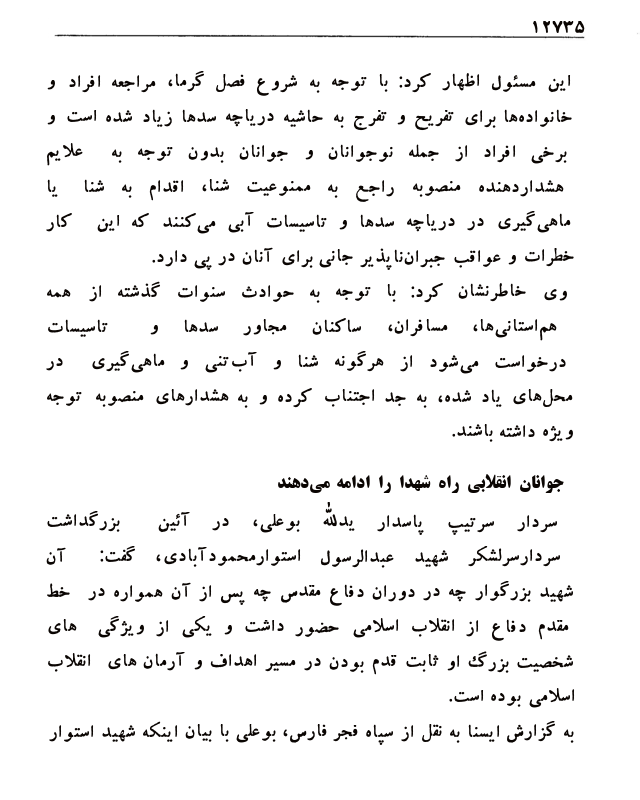 ۱۲۷۳۵
این مسئول اظهار کرد: با توجه به شروع فصل گرما، مراجعه افراد و
خانواده‌ها برای تفریح و تفرج به حاشیه دریاچه سدها زیاد شده است و
برخی افراد از جمله نوجوانان و جوانان بدون توجه به علایم
هشداردهنده منصوبه راجع به ممنوعیت شنا، اقدام به شنا یا
ماهی‌گیری در دریاچه سدها و تاسیسات آبی می‌کنند که این کار
خطرات و عواقب جبران‌ناپذیر جانی برای آنان در پی دارد.
وی خاطرنشان کرد: با توجه به حوادث سنوات گذشته از همه
هم‌استانی‌ها، مسافران، ساکنان مجاور سدها و تاسیسات
درخواست می‌شود از هرگونه شنا و آب‌تنی و ماهی‌گیری در
محل‌های یاد شده، به جد اجتناب کرده و به هشدارهای منصوبه توجه
ویژه داشته باشند.
جوانان انقلابی راه شهدا را ادامه می‌دهند
سردار سرتیپ پاسدار یدالله بوعلی، در آئین بزرگداشت
سردارسرلشکر شهید عبدالرسول استوارمحمودآبادی، گفت: آن
شهید بزرگوار چه در دوران دفاع مقدس چه پس از آن همواره در خط
مقدم دفاع از انقلاب اسلامی حضور داشت و یکی از ویژگی های
شخصیت بزرگ او ثابت قدم بودن در مسیر اهداف و آرمان های انقلاب
اسلامی بوده است.
به گزارش ایسنا به نقل از سپاه فجر فارس، بوعلی با بیان اینکه شهید استوار